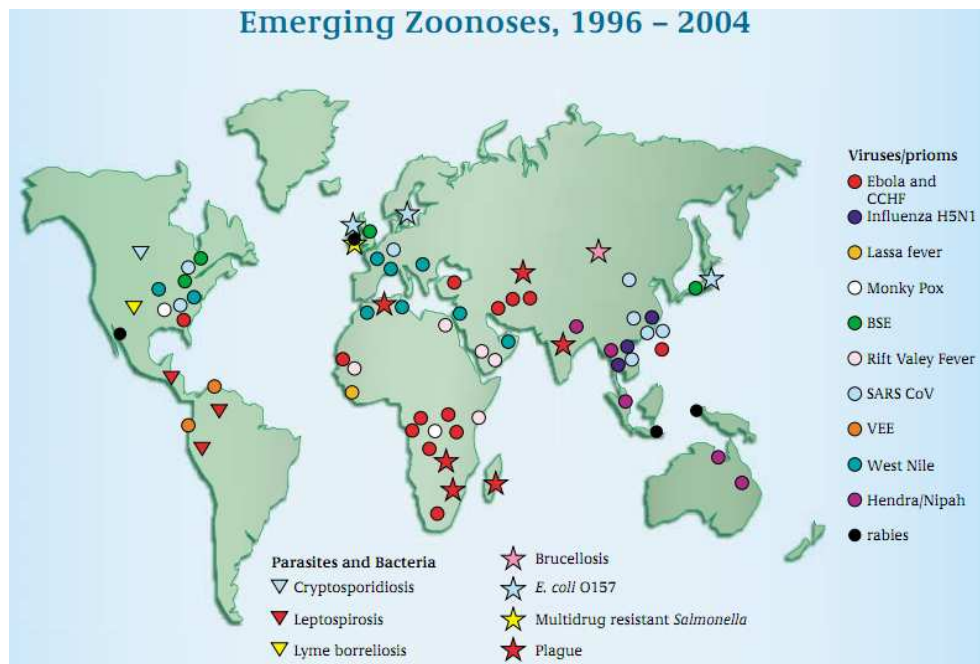 Emerging Zoonoses, 1996 – 2004
Viruses/prioms
Ebola and
CCHF
Influenza H5N1
Lassa fever
Monky Pox
BSE
Rift Valey Fever
SARS CoV
VEE
West Nile
Hendra/Nipah
rabies
Parasites and Bacteria
Cryptosporidiosis
Leptospirosis
Lyme borreliosis
Brucellosis
E. coli O157
Multidrug resistant Salmonella
Plague